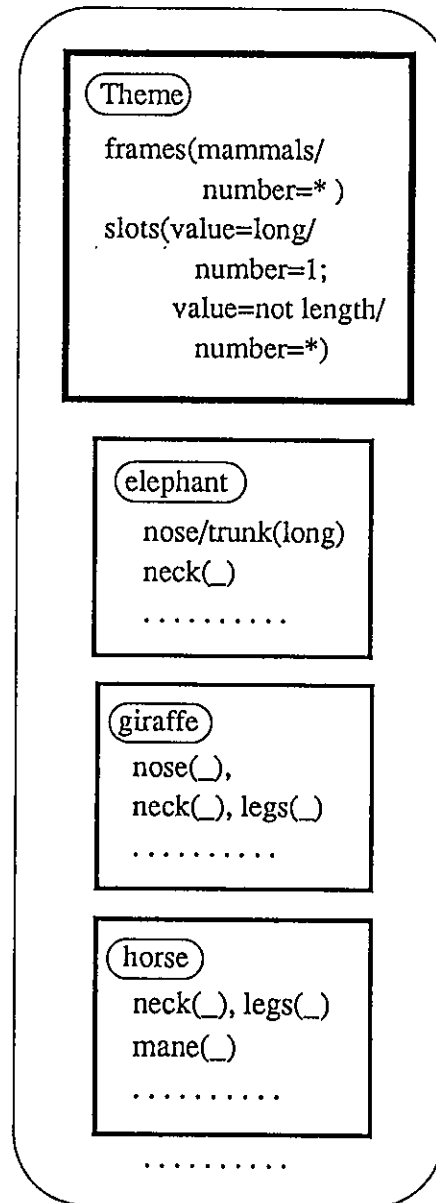 Theme
frames(mammals/
number=* )
slots(value=long/
number=1;
value=not length/
number=*)
elephant
nose/trunk(long)
neck(_)
..........
giraffe
nose(_),
neck(_), legs(_)
..........
horse
neck(_), legs(_)
mane(_)
..........
..........